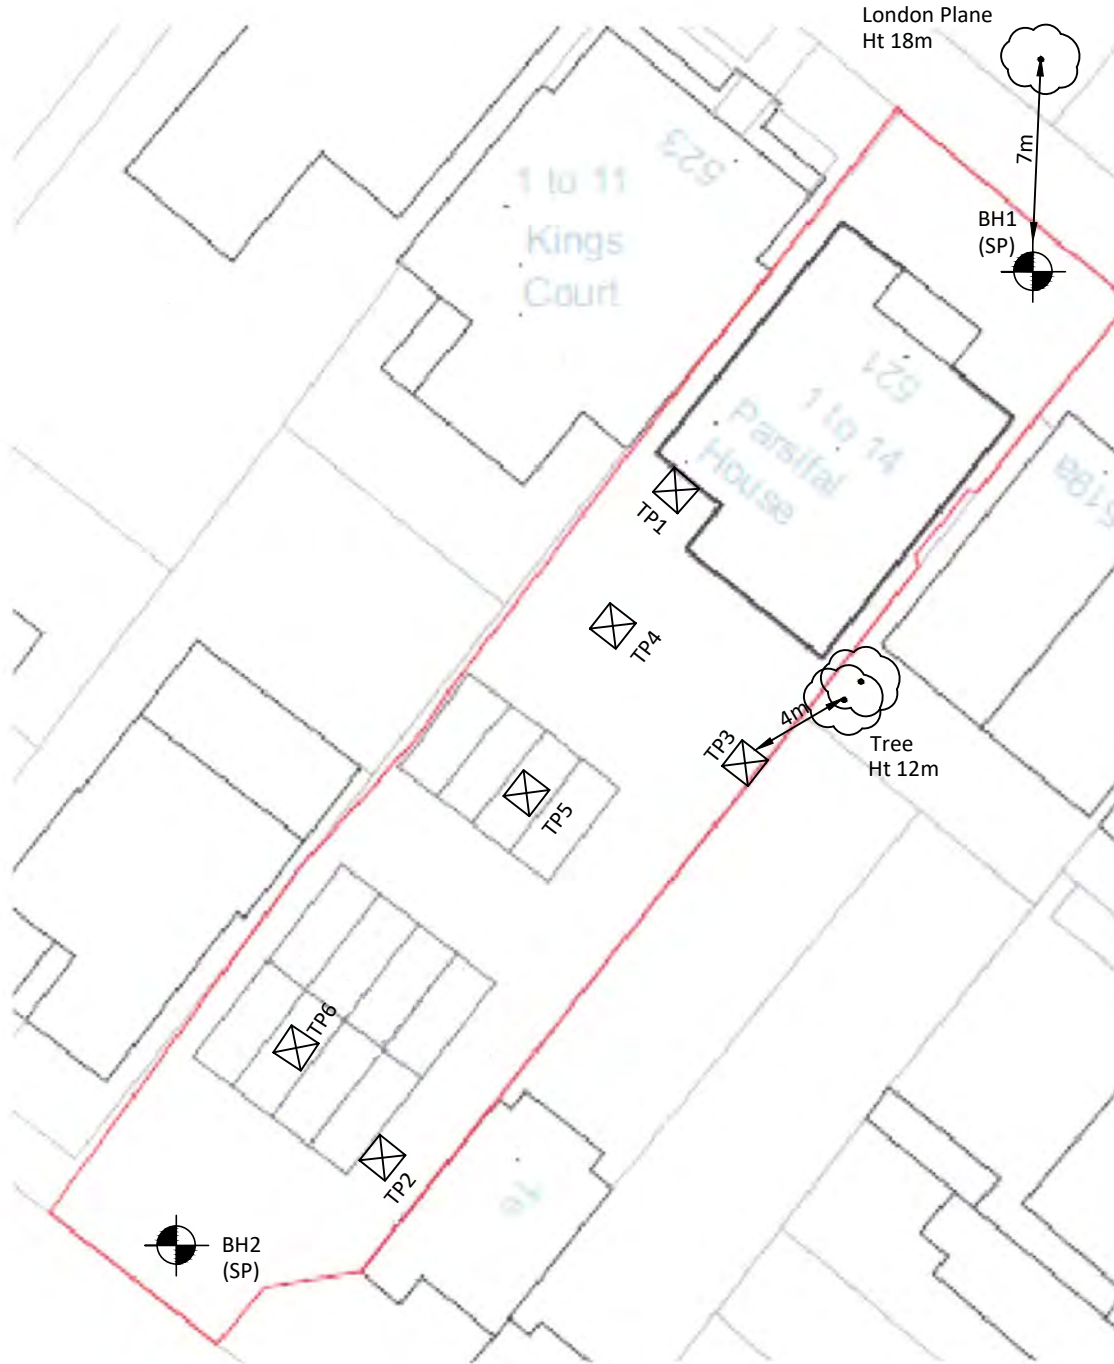 London Plane
Ht 18m
7m
BH1
(SP)
523
1 to 11
Kings
Court
521
1 to 14
Parsifal
House
519a
TP1
TP4
4m
TP3
Tree
Ht 12m
TP5
TP6
TP2
BH2
(SP)